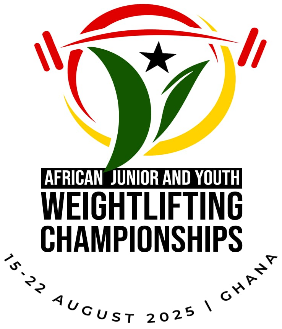 AFRICAN JUNIOR AND YOUTH
WEIGHTLIFTING
CHAMPIONSHIPS
15-22 AUGUST 2025 | GHANA